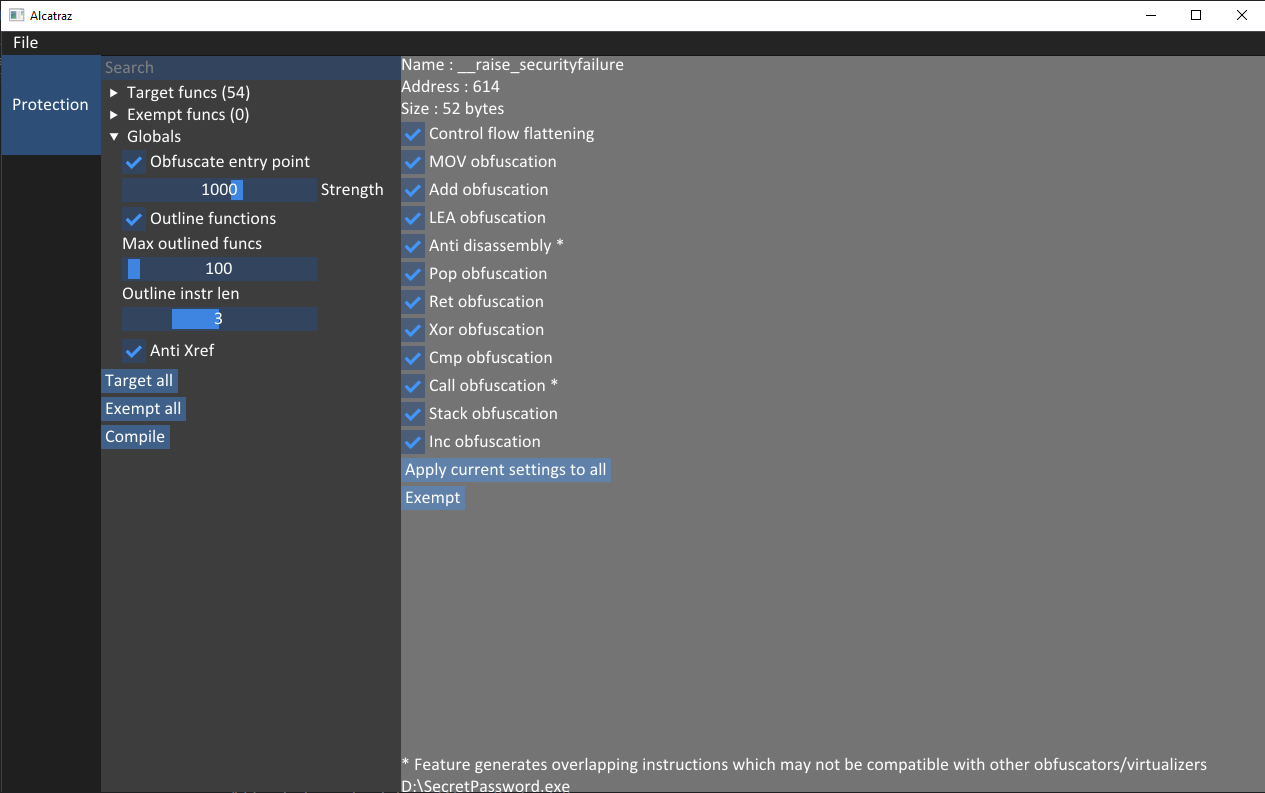 Alcatraz
File
Protection
Search
Target funcs (54)
Exempt funcs (0)
Globals
Obfuscate entry point
1000 Strength
Outline functions
Max outlined funcs
100
Outline instr len
3
Anti Xref
Target all
Exempt all
Compile
Name : __raise_securityfailure
Address : 614
Size : 52 bytes
Control flow flattening
MOV obfuscation
Add obfuscation
LEA obfuscation
Anti disassembly *
Pop obfuscation
Ret obfuscation
Xor obfuscation
Cmp obfuscation
Call obfuscation *
Stack obfuscation
Inc obfuscation
Apply current settings to all
Exempt
* Feature generates overlapping instructions which may not be compatible with other obfuscators/virtualizers
D:\SecretPassword.exe